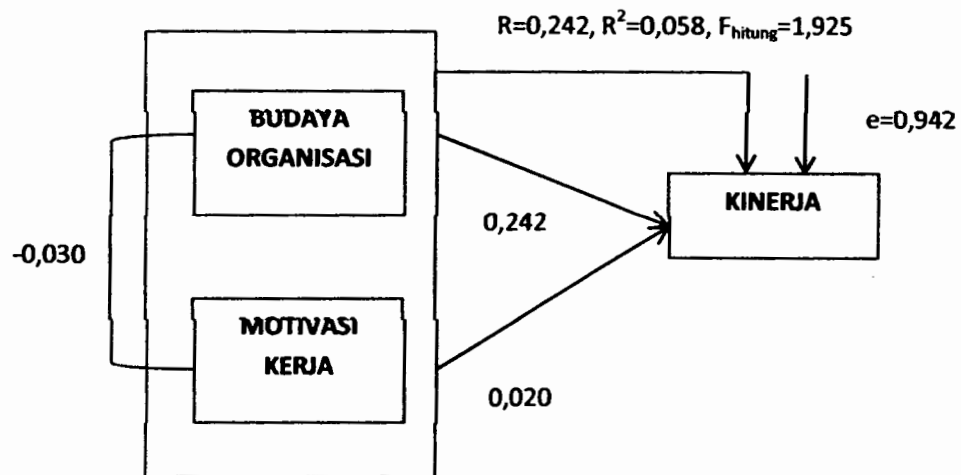 R=0,242, R²=0,058, Fhitung=1,925
BUDAYA
ORGANISASI
e=0,942
KINERJA
0,242
-0,030
MOTIVASI
KERJA
0,020